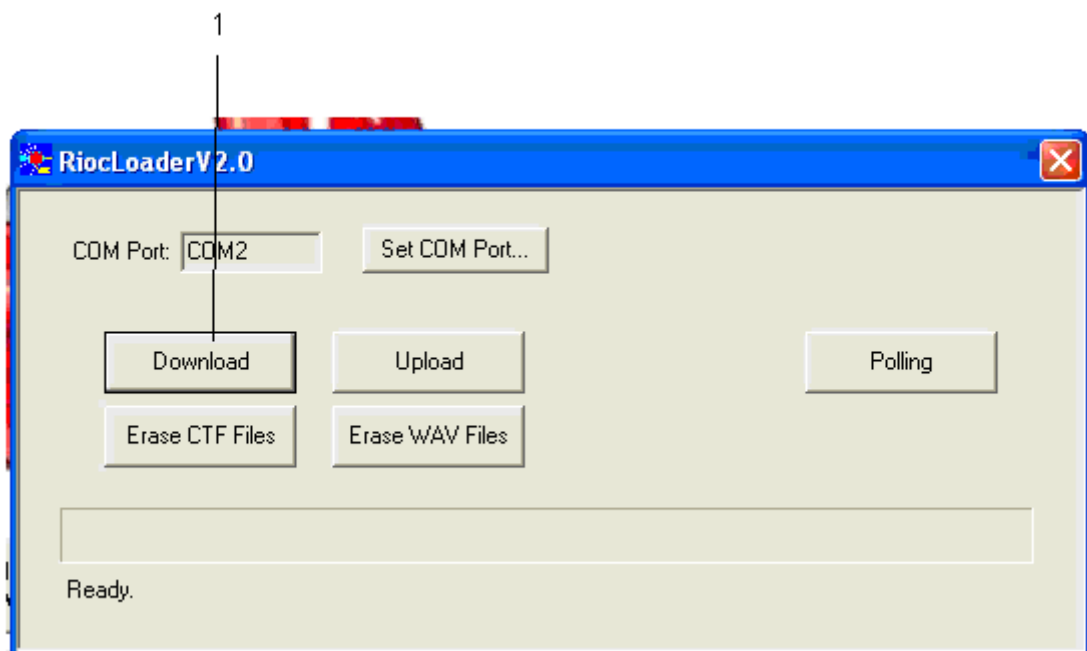 1
RiocLoaderV2.0
COM Port: COM2 Set COM Port...
Download Upload Polling
Erase CTF Files Erase WAV Files
Ready.